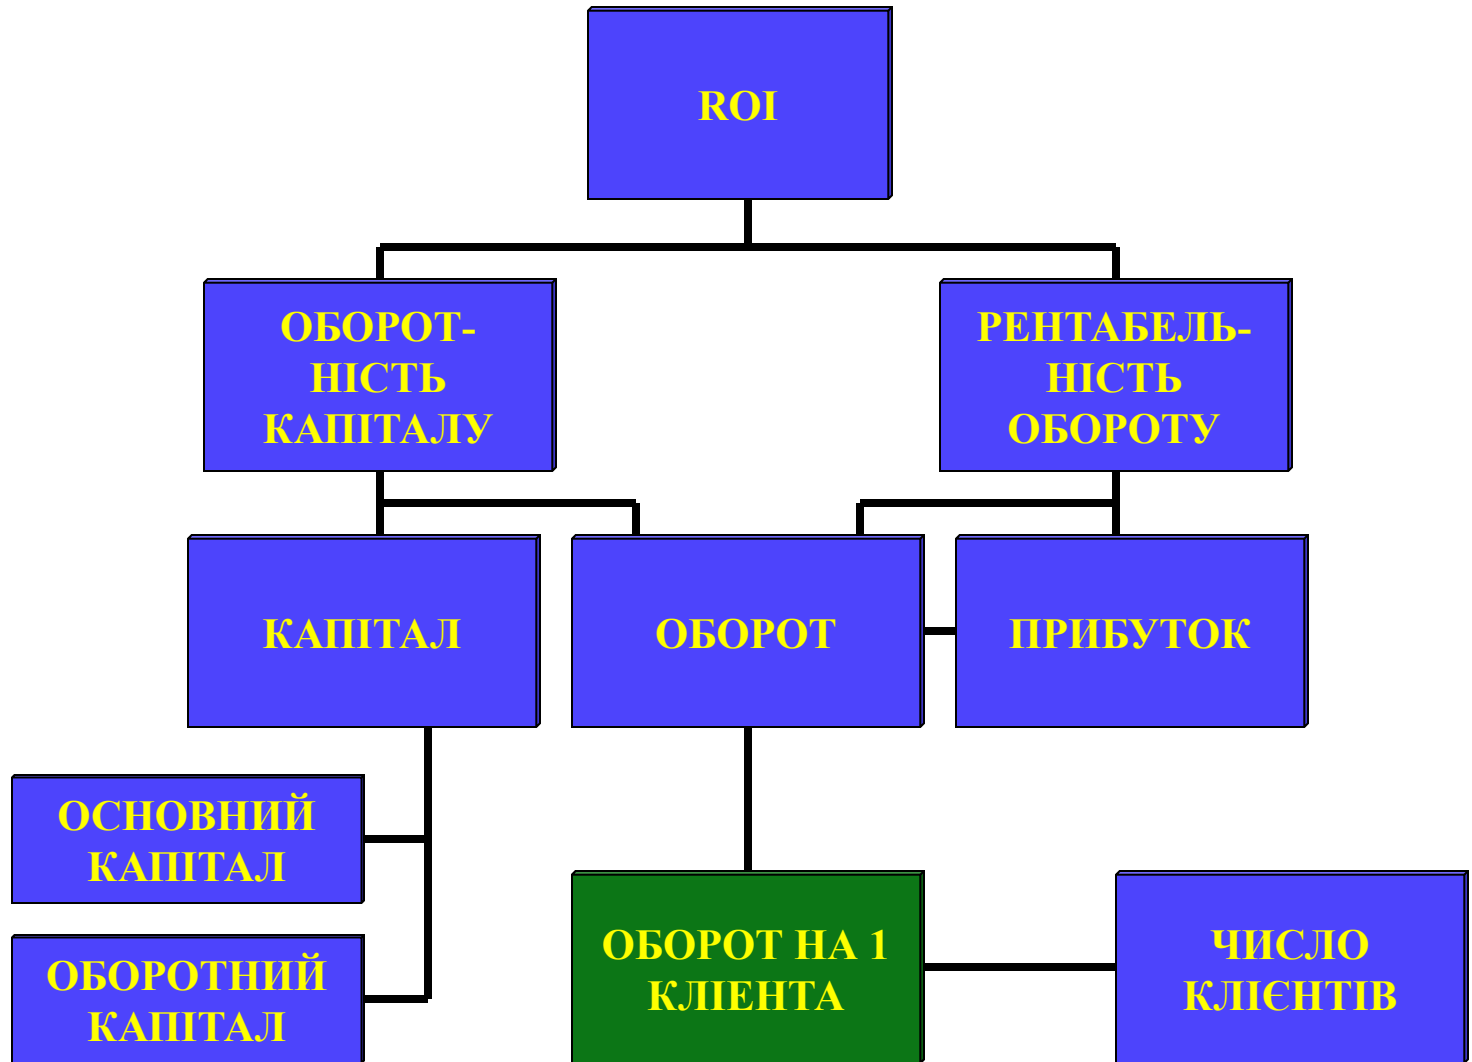 ROI
ОБОРОТ-
НІСТЬ
КАПІТАЛУ
РЕНТАБЕЛЬ-
НІСТЬ
ОБОРОТУ
КАПІТАЛ
ОБОРОТ
ПРИБУТОК
ОСНОВНИЙ
КАПІТАЛ
ОБОРОТНИЙ
КАПІТАЛ
ОБОРОТ НА 1
КЛІЕНТА
ЧИСЛО
КЛІЄНТІВ